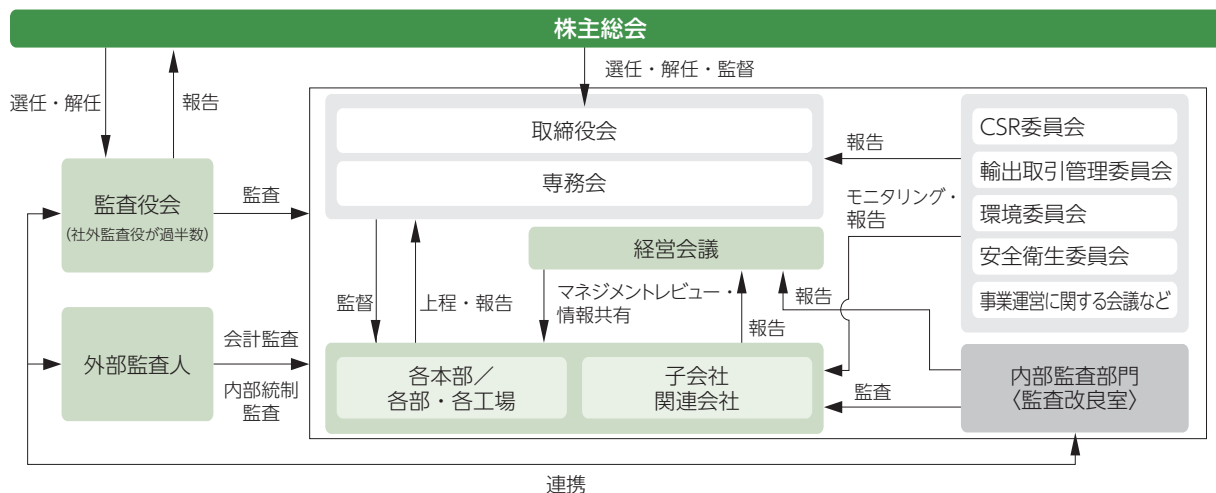 株主総会
選任・解任
報告
選任・解任・監督
取締役会
専務会
CSR委員会
輸出取引管理委員会
環境委員会
安全衛生委員会
事業運営に関する会議など
報告
モニタリング・
報告
監査役会
(社外監査役が過半数)
監査
経営会議
監督
上程・報告
マネジメントレビュー・
情報共有
報告
報告
外部監査人
会計監査
内部統制
監査
各本部／
各部・各工場
子会社
関連会社
監査
内部監査部門
〈監査改良室〉
連携